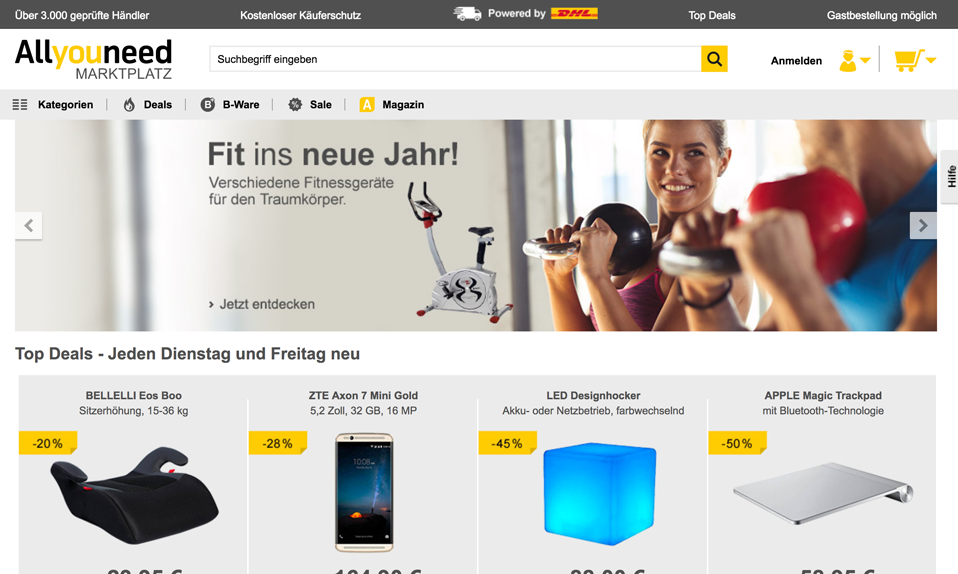 Über 3.000 geprüfte Händler
Kostenloser Käuferschutz
Powered by DHL
Top Deals
Gastbestellung möglich
Allyouneed
MARKTPLATZ
Suchbegriff eingeben
Anmelden
Kategorien
Deals
B B-Ware
% Sale
A Magazin
Fit ins neue Jahr!
Verschiedene Fitnessgeräte
für den Traumkörper.
› Jetzt entdecken
Hilfe
Top Deals - Jeden Dienstag und Freitag neu
BELLELLI Eos Boo
Sitzerhöhung, 15-36 kg
-20 %
ZTE Axon 7 Mini Gold
5,2 Zoll, 32 GB, 16 MP
-28 %
LED Designhocker
Akku- oder Netzbetrieb, farbwechselnd
-45 %
APPLE Magic Trackpad
mit Bluetooth-Technologie
-50 %